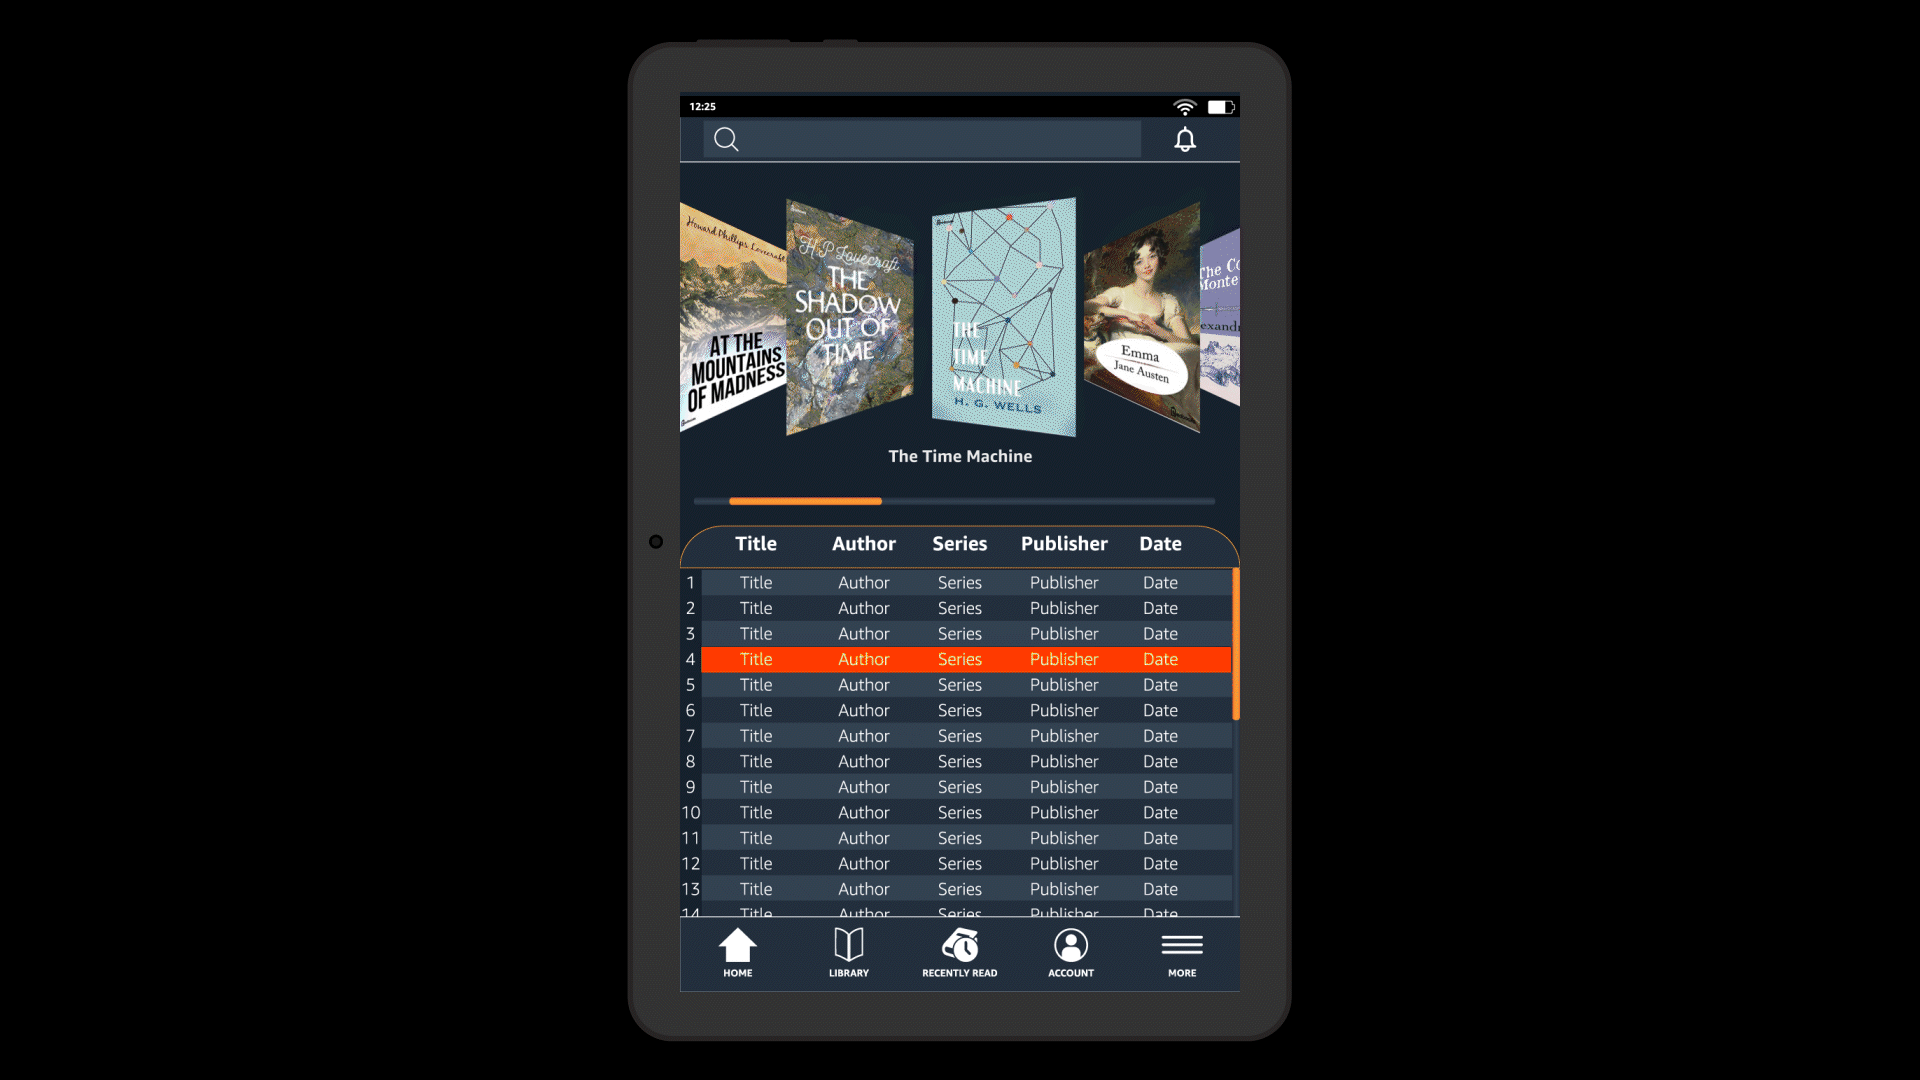 12:25
Howard Phillips Lovecraft
AT THE
MOUNTAINS
OF MADNESS
H.P. Lovecraft
THE
SHADOW
OUT OF
TIME
THE
TIME
MACHINE
H. G. WELLS
Emma
Jane Austen
The Co
Monte
exand
The Time Machine
Title Author Series Publisher Date
1 Title Author Series Publisher Date
2 Title Author Series Publisher Date
3 Title Author Series Publisher Date
4 Title Author Series Publisher Date
5 Title Author Series Publisher Date
6 Title Author Series Publisher Date
7 Title Author Series Publisher Date
8 Title Author Series Publisher Date
9 Title Author Series Publisher Date
10 Title Author Series Publisher Date
11 Title Author Series Publisher Date
12 Title Author Series Publisher Date
13 Title Author Series Publisher Date
14 Title Author Series Publisher Date
HOME LIBRARY RECENTLY READ ACCOUNT MORE